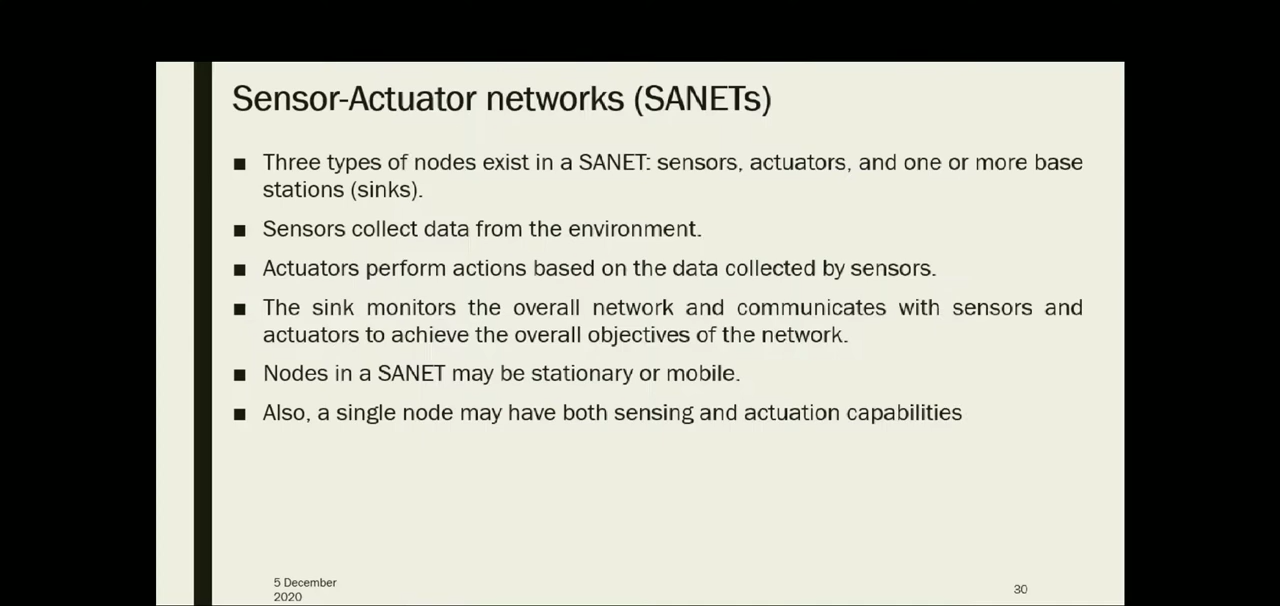 Sensor-Actuator networks (SANETs)
■ Three types of nodes exist in a SANET: sensors, actuators, and one or more base
stations (sinks).
■ Sensors collect data from the environment.
■ Actuators perform actions based on the data collected by sensors.
■ The sink monitors the overall network and communicates with sensors and
actuators to achieve the overall objectives of the network.
■ Nodes in a SANET may be stationary or mobile.
■ Also, a single node may have both sensing and actuation capabilities
5 December
2020
30